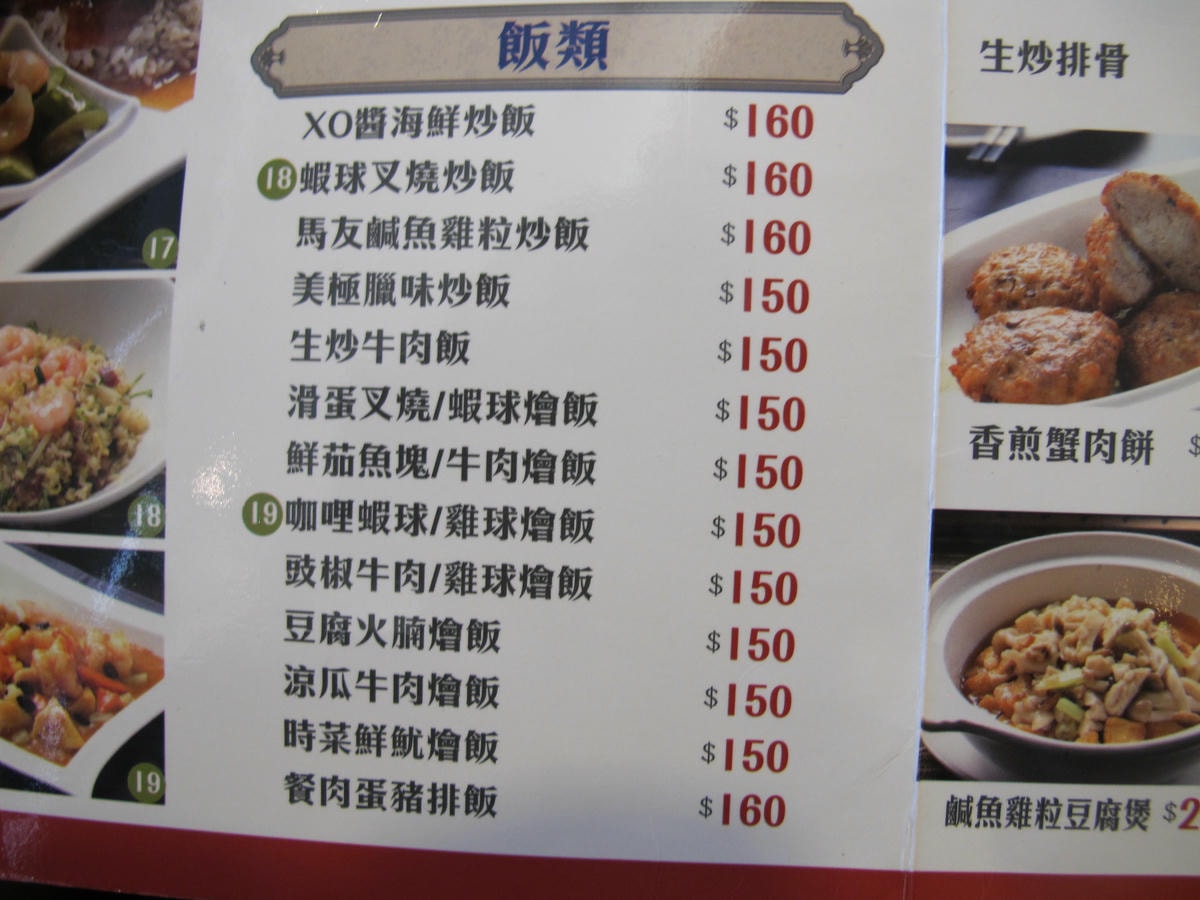 飯類
XO醬海鮮炒飯 $160
18 蝦球叉燒炒飯 $160
馬友鹹魚雞粒炒飯 $160
美極臘味炒飯 $150
生炒牛肉飯 $150
滑蛋叉燒/蝦球燴飯 $150
鮮茄魚塊/牛肉燴飯 $150
19 咖哩蝦球/雞球燴飯 $150
豉椒牛肉/雞球燴飯 $150
豆腐火腩燴飯 $150
涼瓜牛肉燴飯 $150
時菜鮮魷燴飯 $150
餐肉蛋豬排飯 $160
17
18
19
生炒排骨
香煎蟹肉餅 $
鹹魚雞粒豆腐煲 $2